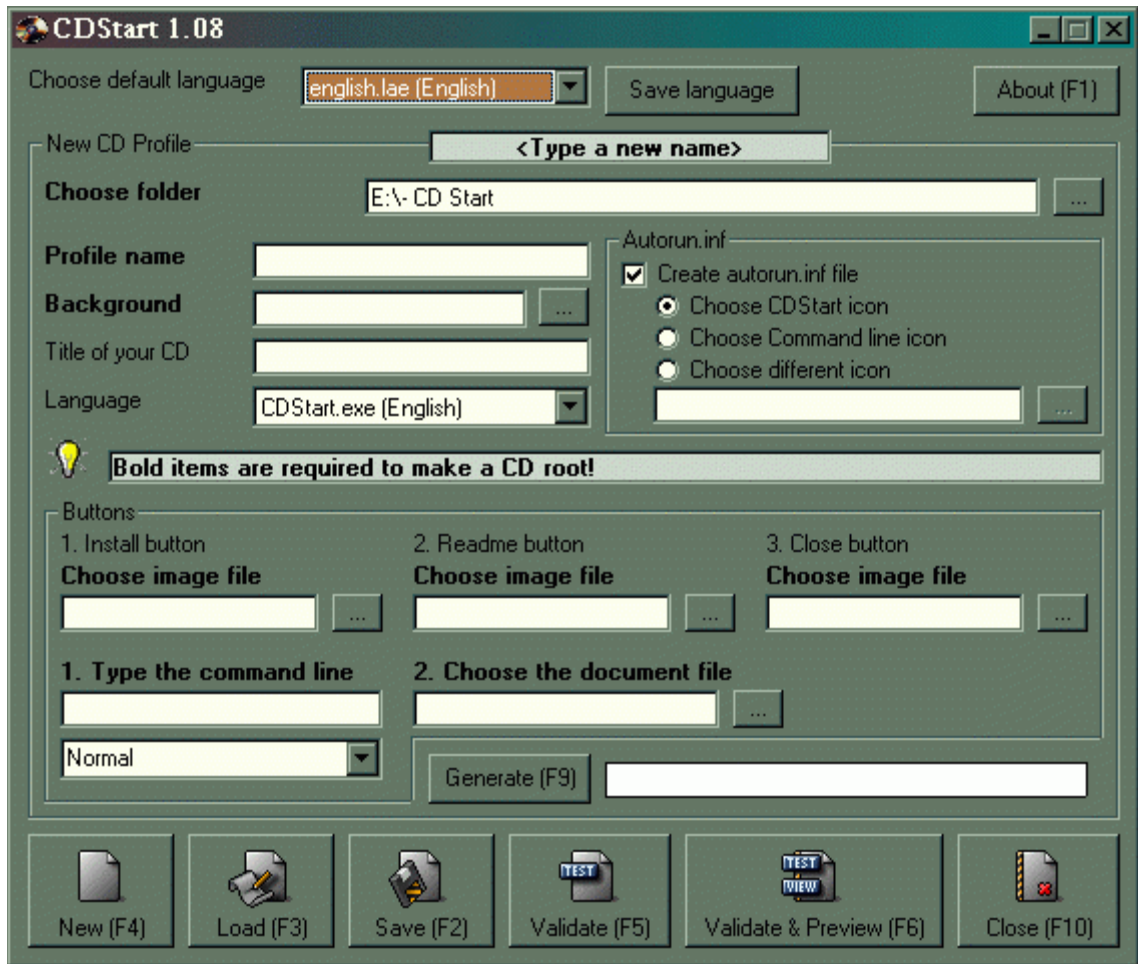 CDStart 1.08
Choose default language english.lae (English) Save language About (F1)
New CD Profile <Type a new name>
Choose folder E:\- CD Start ...
Autorun.inf
Profile name
Create autorun.inf file
Background ...
Choose CDStart icon
Choose Command line icon
Title of your CD
Choose different icon
Language CDStart.exe (English) ...
Bold items are required to make a CD root!
Buttons
1. Install button 2. Readme button 3. Close button
Choose image file Choose image file Choose image file
... ... ...
1. Type the command line 2. Choose the document file
...
Normal
Generate (F9)
TEST TEST
VIEW
New (F4) Load (F3) Save (F2) Validate (F5) Validate & Preview (F6) Close (F10)